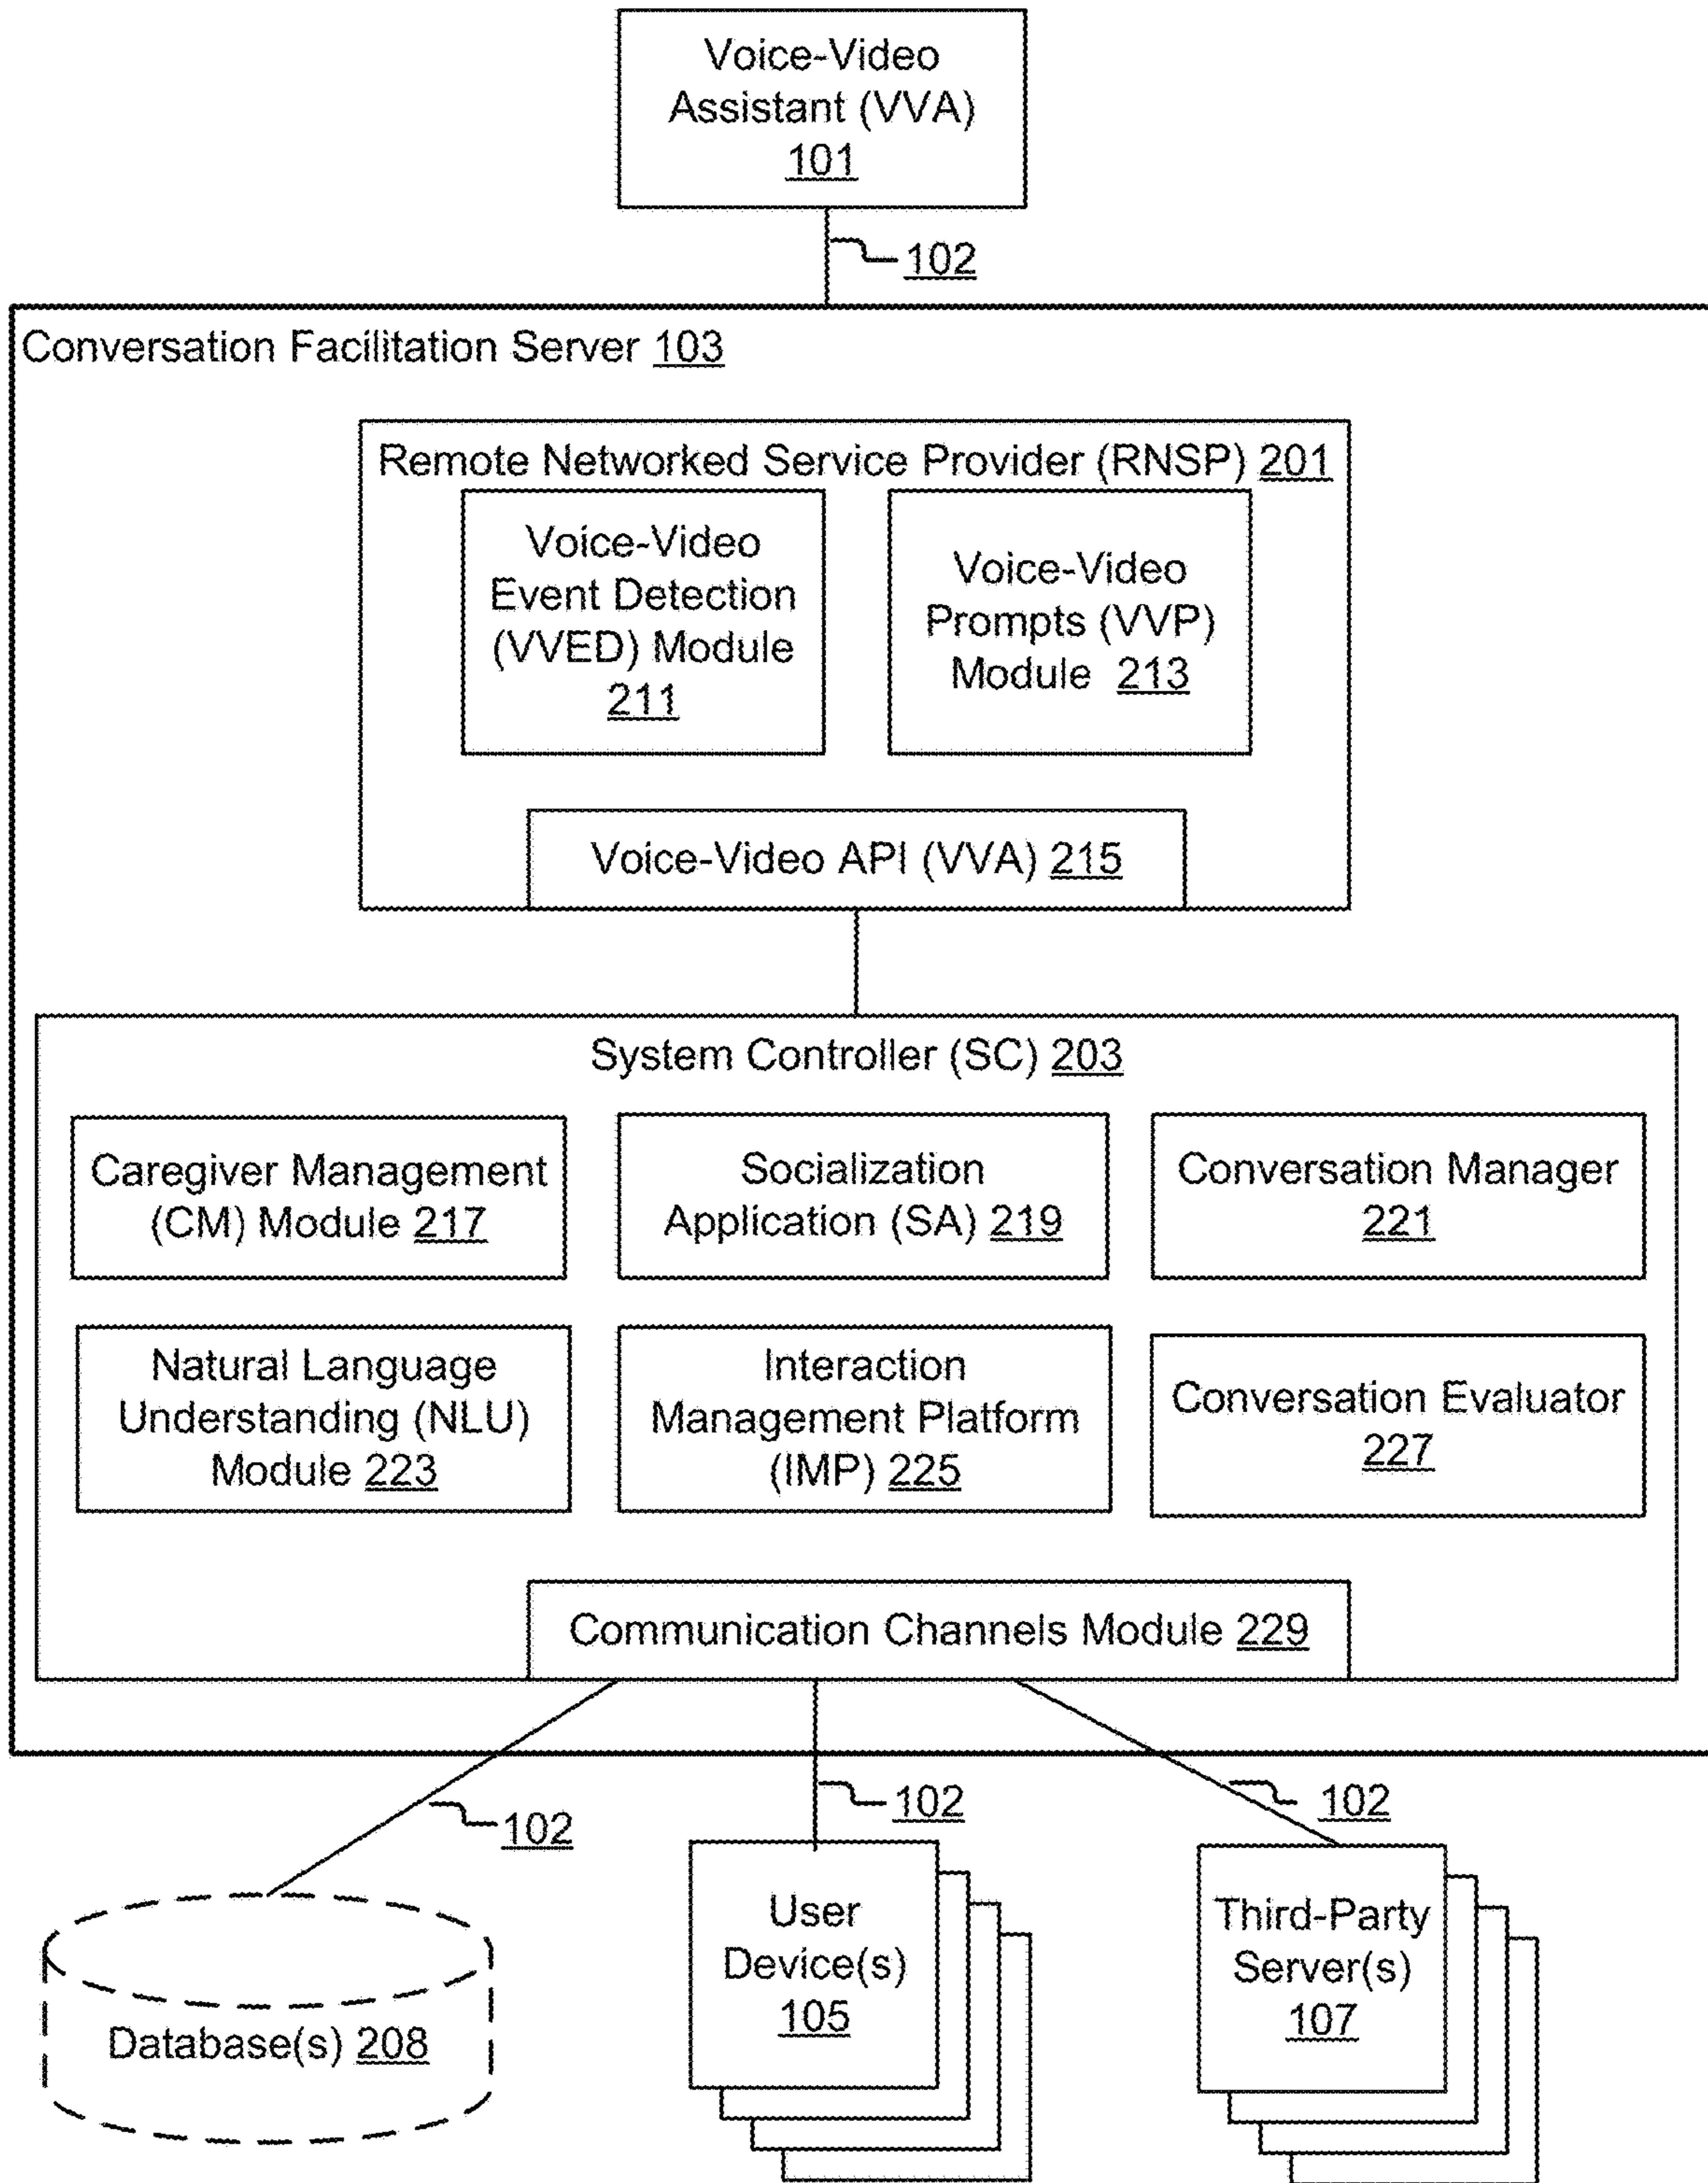 Voice-Video
Assistant (VVA)
101
102
Conversation Facilitation Server 103
Remote Networked Service Provider (RNSP) 201
Voice-Video
Event Detection
(VVED) Module
211
Voice-Video
Prompts (VVP)
Module 213
Voice-Video API (VVA) 215
System Controller (SC) 203
Caregiver Management
(CM) Module 217
Socialization
Application (SA) 219
Conversation Manager
221
Natural Language
Understanding (NLU)
Module 223
Interaction
Management Platform
(IMP) 225
Conversation Evaluator
227
Communication Channels Module 229
102
102
102
Database(s) 208
User
Device(s)
105
Third-Party
Server(s)
107